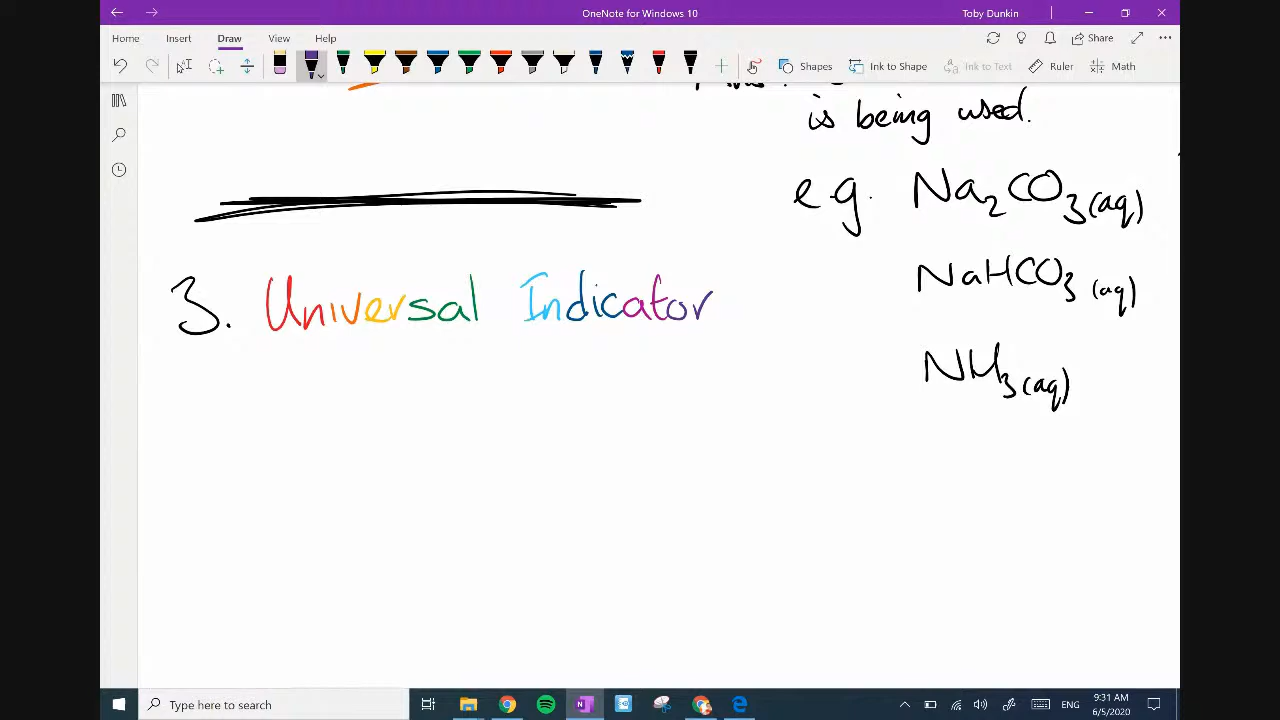 OneNote for Windows 10
Toby Dunkin
Home Insert Draw View Help
Share
Shapes Ink to Shape Ink to Text Ruler Math
is being used.
e.g. Na₂CO₃(aq)
NaHCO₃(aq)
NH₃(aq)
3. Universal Indicator
Type here to search
ENG
9:31 AM
6/5/2020